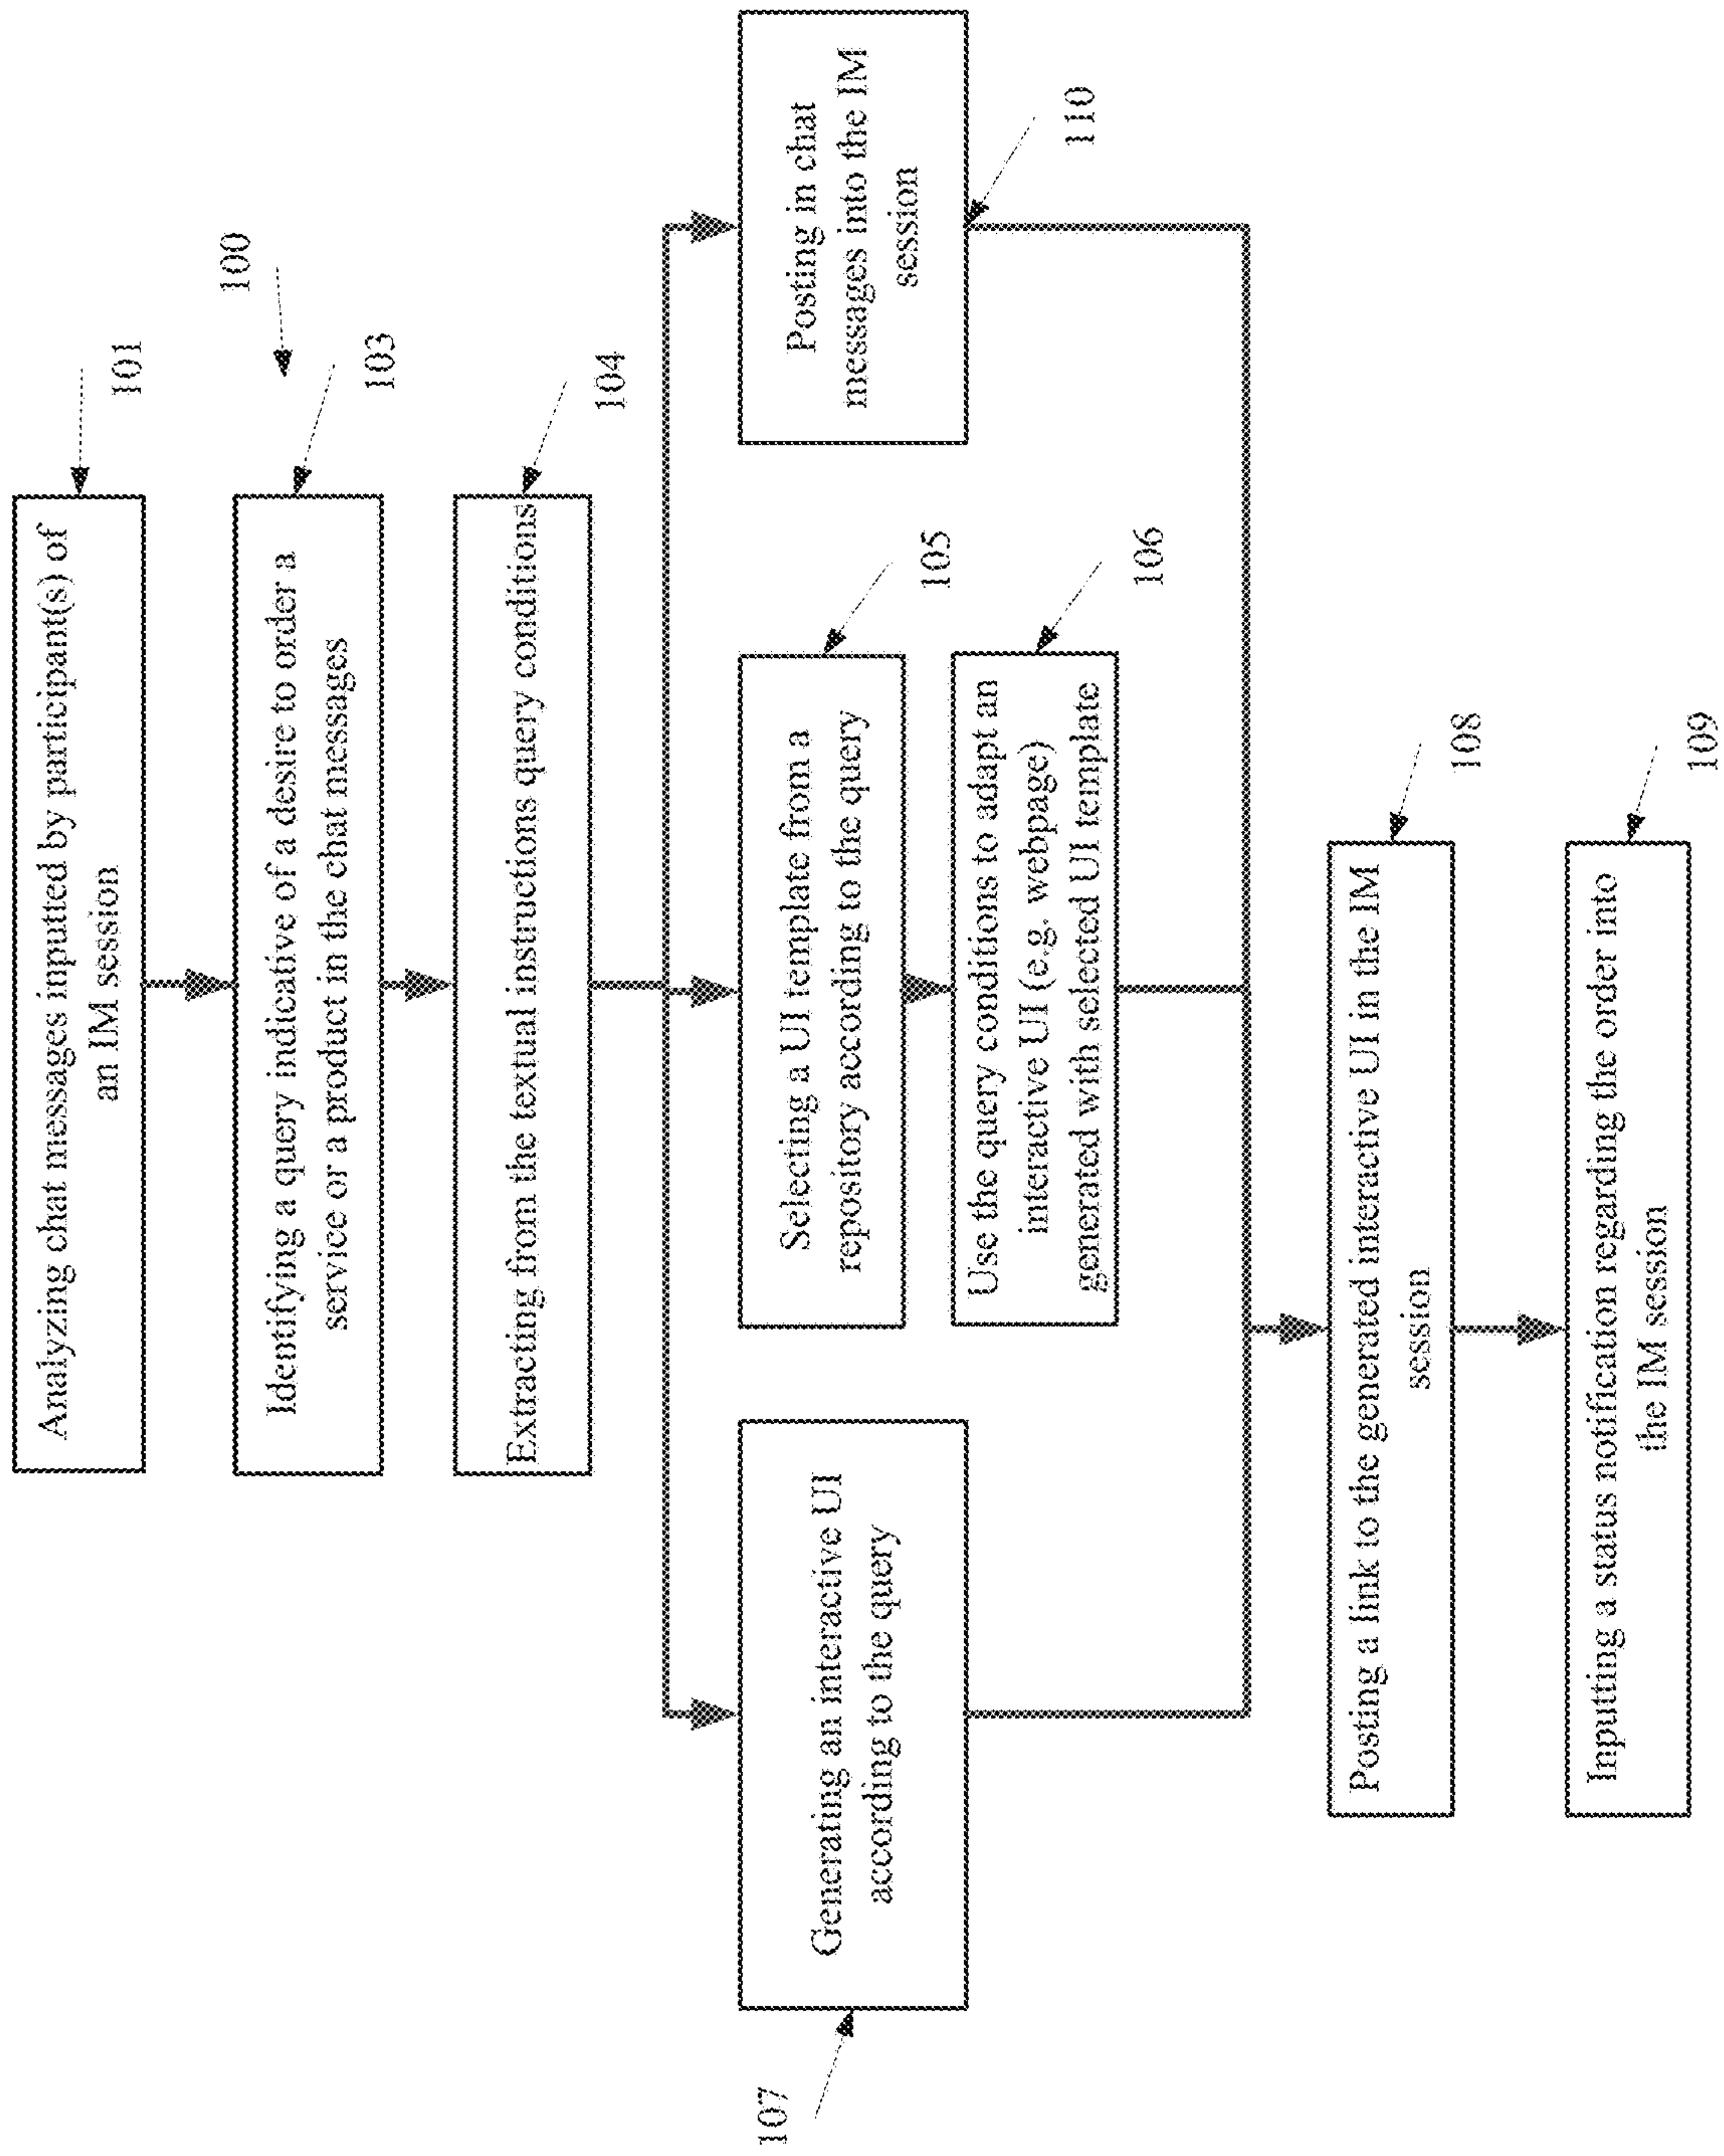 Analyzing chat messages inputted by participant(s) of
an IM session
101
100
Identifying a query indicative of a desire to order a
service or a product in the chat messages
103
Extracting from the textual instructions query conditions
104
Generating an interactive UI
according to the query
107
Selecting a UI template from a
repository according to the query
105
Use the query conditions to adapt an
interactive UI (e.g. webpage)
generated with selected UI template
106
Posting in chat
messages into the IM
session
110
Posting a link to the generated interactive UI in the IM
session
108
Inputing a status notification regarding the order into
the IM session
109